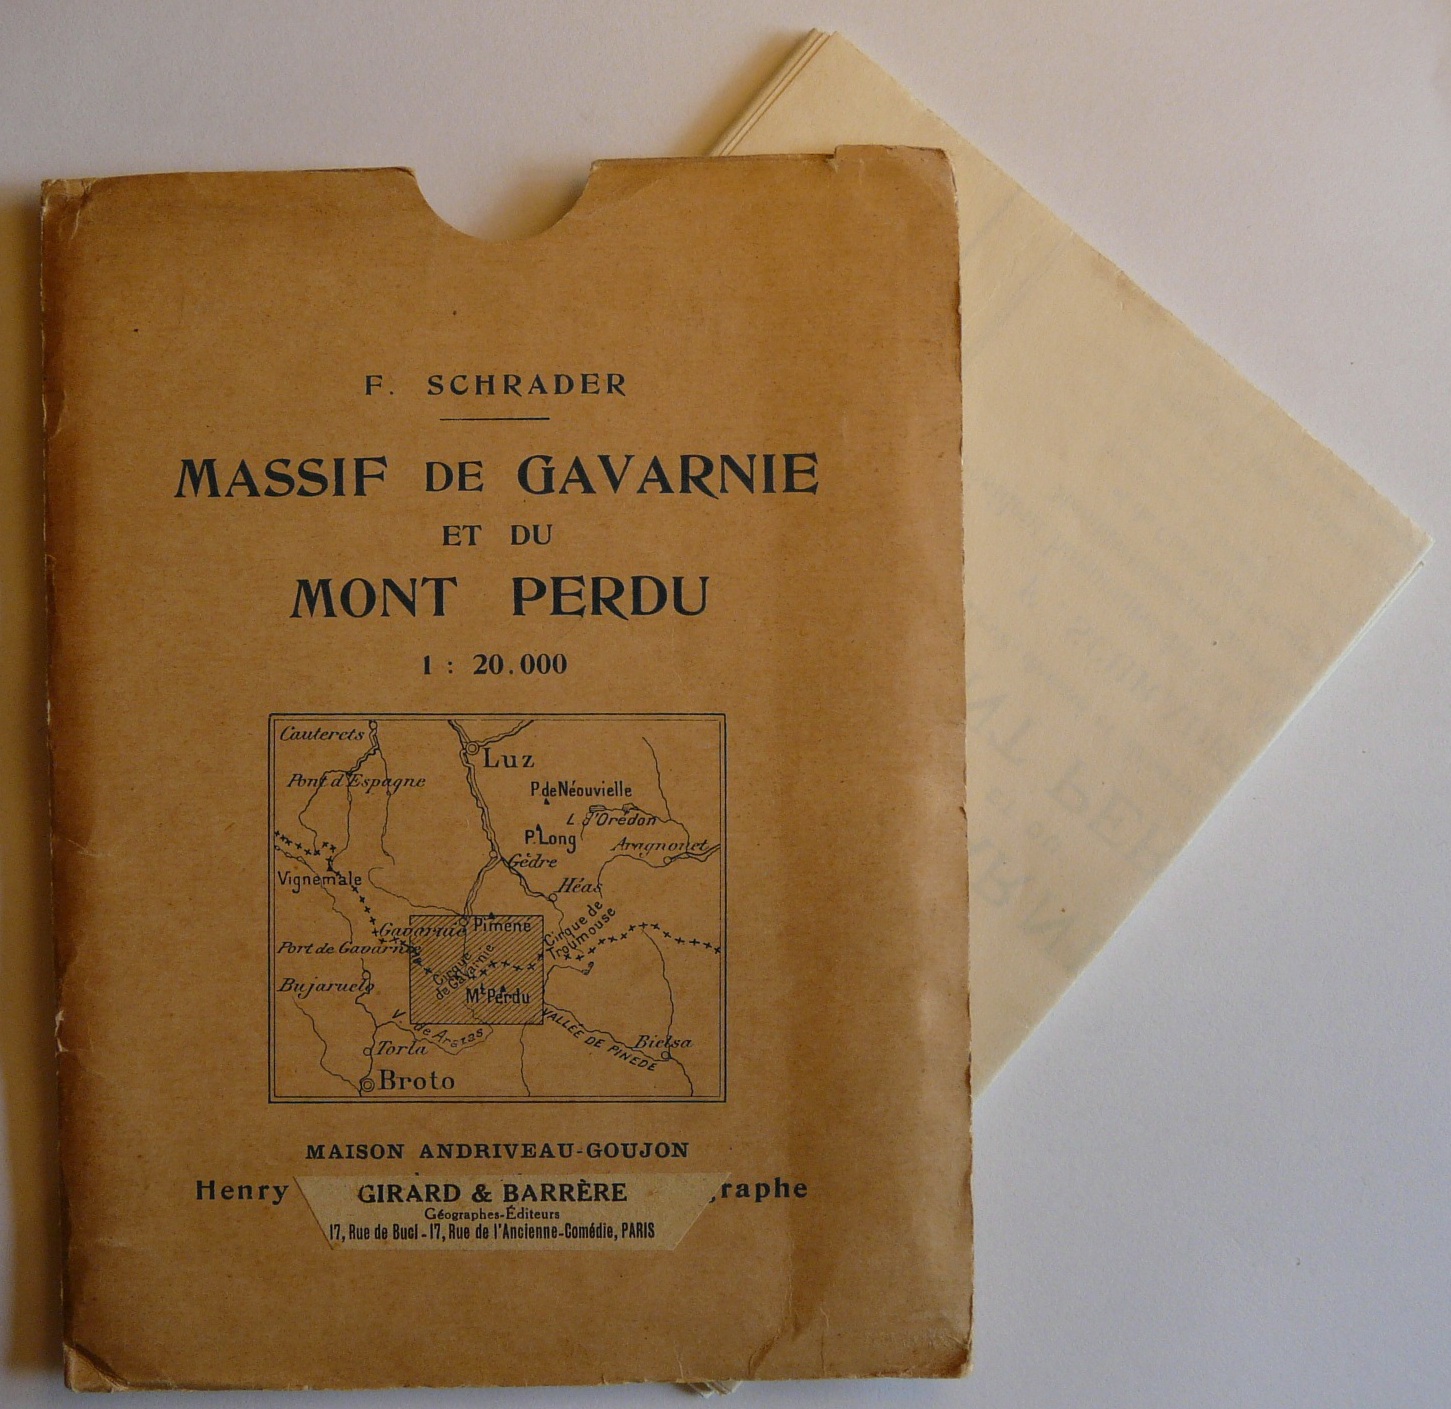 F. SCHRADER
MASSIF DE GAVARNIE
ET DU
MONT PERDU
1 : 20.000
Cauterets
Luz
Pont d'Espagne
P. de Néouvielle
L. d'Orédon
P. Long
Aragnouet
Gèdre
Vignemale
Héas
Gavarnie
Piméné
Cirque de
Troumouse
Port de Gavarnie
Cirque
de Gavarnie
Bujaruelo
Mt Perdu
V. de Arazas
VALLÉE DE PINÈDE
Bielsa
Torla
Broto
MAISON ANDRIVEAU-GOUJON
Henry
raphe
GIRARD & BARRÈRE
Géographes-Éditeurs
17, Rue de Buci - 17, Rue de l'Ancienne-Comédie, PARIS